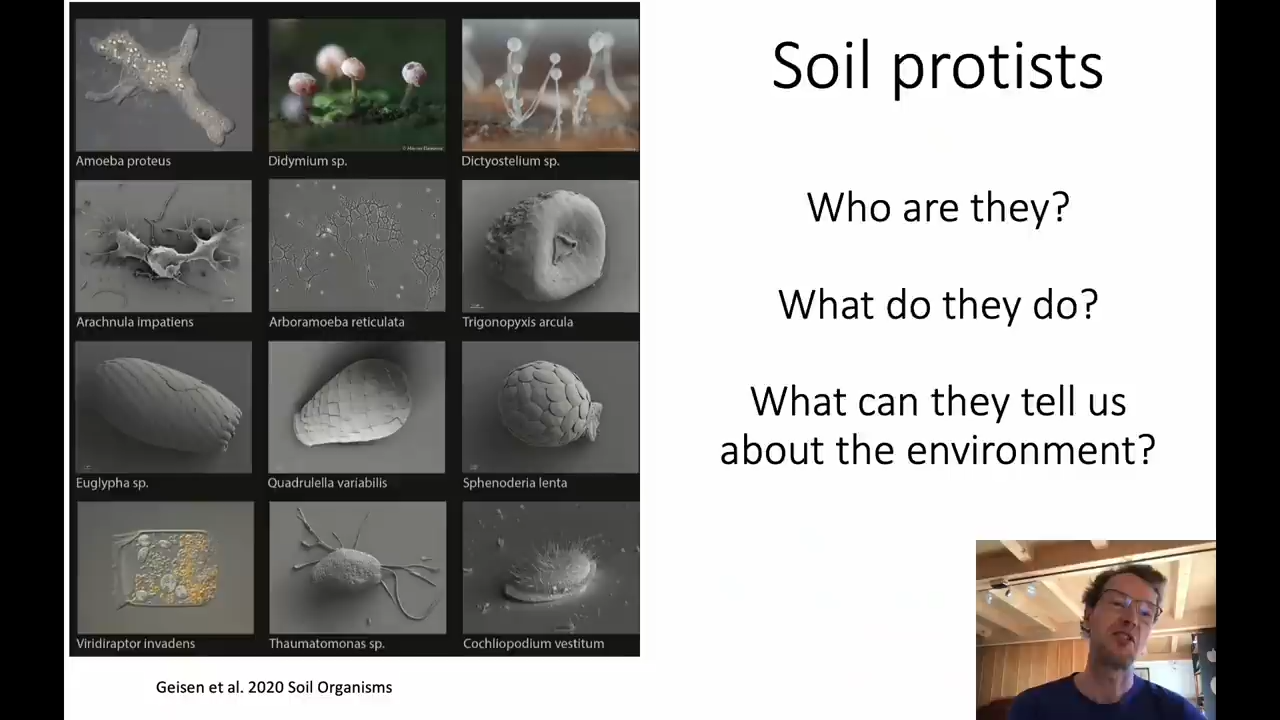 Soil protists
Who are they?
What do they do?
What can they tell us
about the environment?
Amoeba proteus
Didymium sp.
Dictyostelium sp.
Arachnula impatiens
Arboramoeba reticulata
Trigonopyxis arcula
Euglypha sp.
Quadrulella variabilis
Sphenoderia lenta
Viridiraptor invadens
Thaumatomonas sp.
Cochliopodium vestitum
Geisen et al. 2020 Soil Organisms